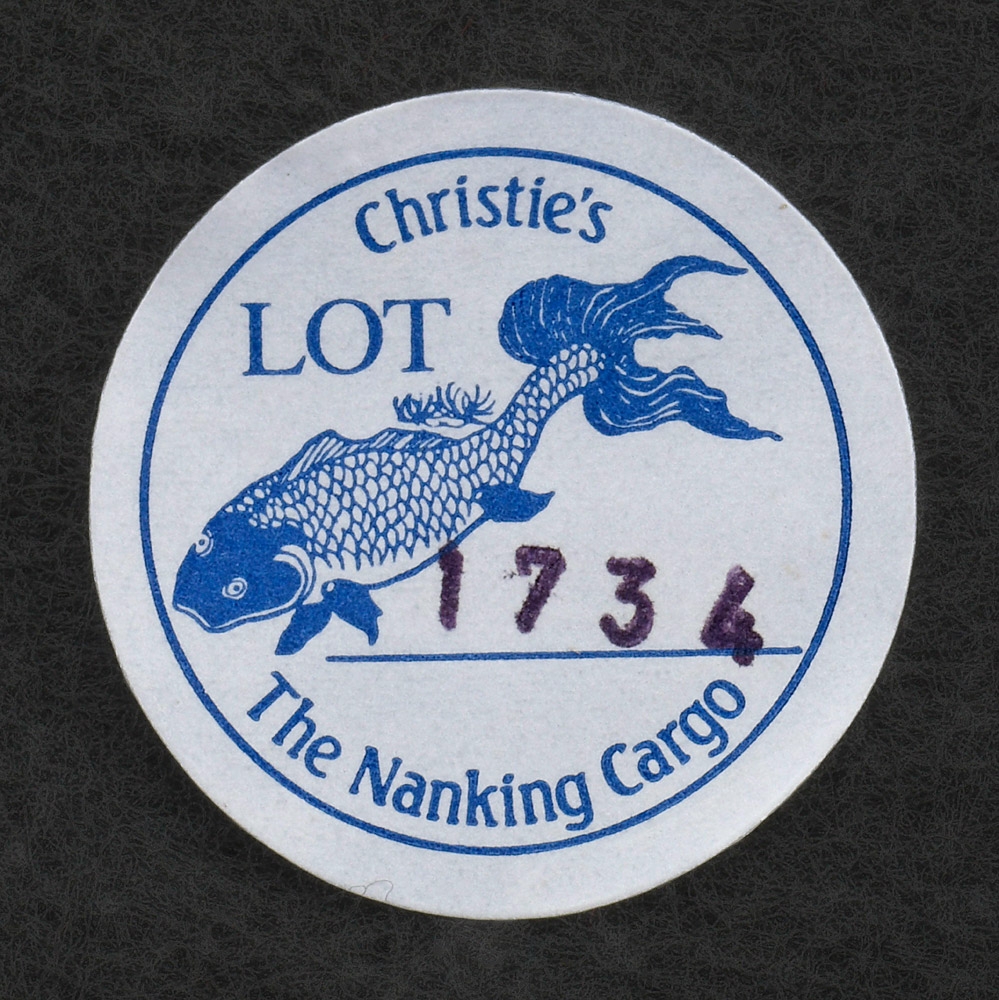 Christie's
LOT
1734
The Nanking Cargo